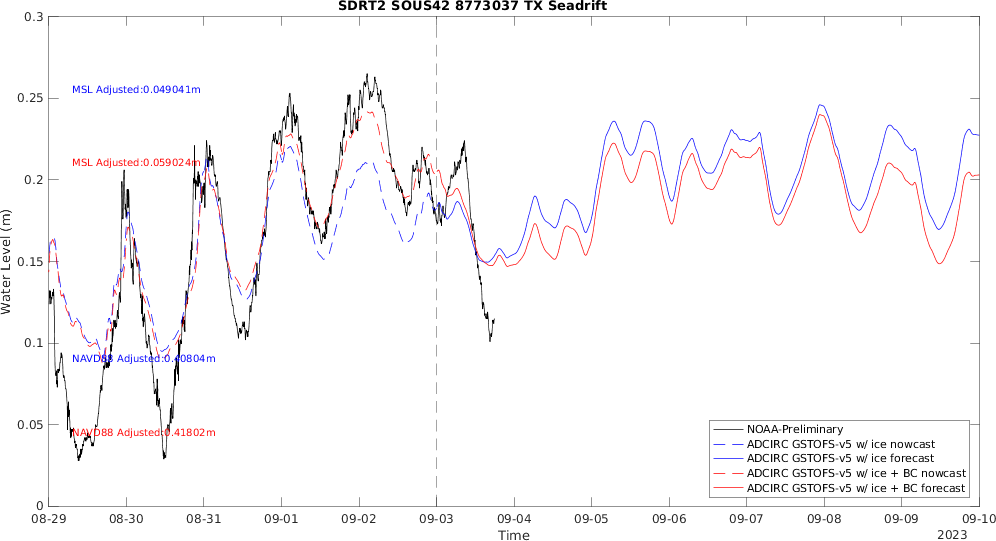 SDRT2 SOUS42 8773037 TX Seadrift
0.3
0.25
0.2
0.15
0.1
0.05
0
Water Level (m)
MSL Adjusted:0.049041m
MSL Adjusted:0.059024m
NAVD88 Adjusted:0.40804m
NAVD88 Adjusted:0.41802m
NOAA-Preliminary
ADCIRC GSTOFS-v5 w/ ice nowcast
ADCIRC GSTOFS-v5 w/ ice forecast
ADCIRC GSTOFS-v5 w/ ice + BC nowcast
ADCIRC GSTOFS-v5 w/ ice + BC forecast
08-29 08-30 08-31 09-01 09-02 09-03 09-04 09-05 09-06 09-07 09-08 09-09 09-10
Time
2023